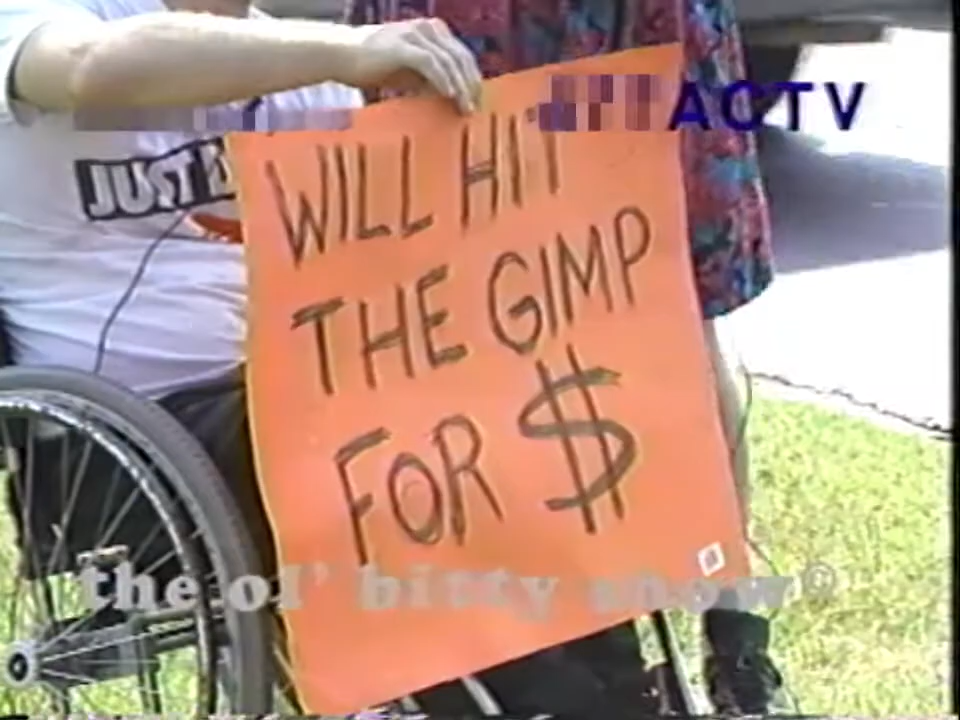 ACTV
JUST
WILL HIT
THE GIMP
FOR $
the ol' bitty show®